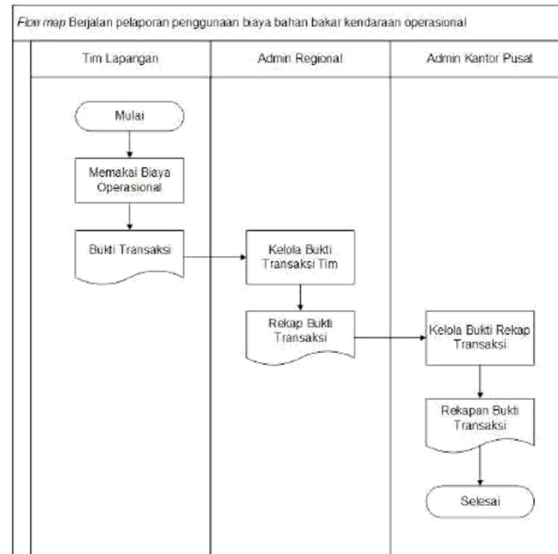 Flow map Berjalan pelaporan penggunaan biaya bahan bakar kendaraan operasional
Tim Lapangan
Admin Regional
Admin Kantor Pusat
Mulai
Memakai Biaya
Operasional
Bukti Transaksi
Kelola Bukti
Transaksi Tim
Rekap Bukti
Transaksi
Kelola Bukti Rekap
Transaksi
Rekapan Bukti
Transaksi
Selesai